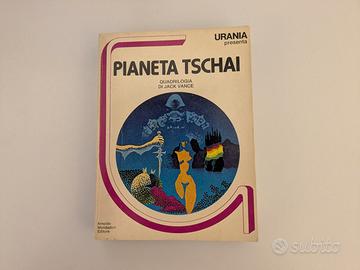 URANIA
presenta
PIANETA TSCHAI
QUADRILOGIA
DI JACK VANCE
Arnoldo
Mondadori
Editore
subito